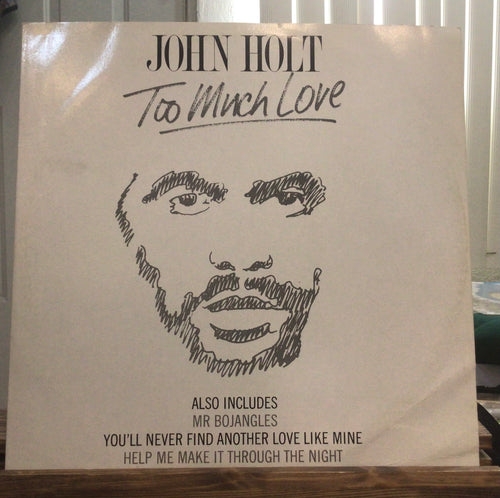 JOHN HOLT
Too Much Love
ALSO INCLUDES
MR BOJANGLES
YOU'LL NEVER FIND ANOTHER LOVE LIKE MINE
HELP ME MAKE IT THROUGH THE NIGHT